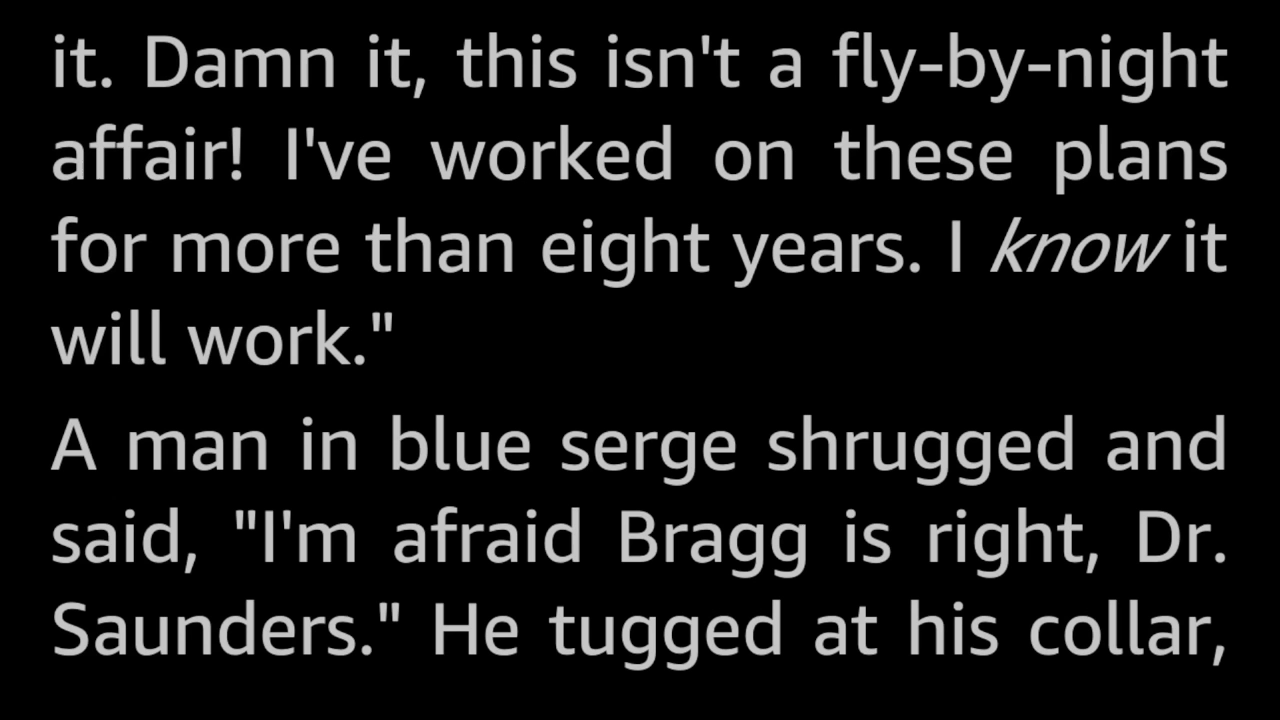 it. Damn it, this isn't a fly-by-night
affair! I've worked on these plans
for more than eight years. I know it
will work."
A man in blue serge shrugged and
said, "I'm afraid Bragg is right, Dr.
Saunders." He tugged at his collar,